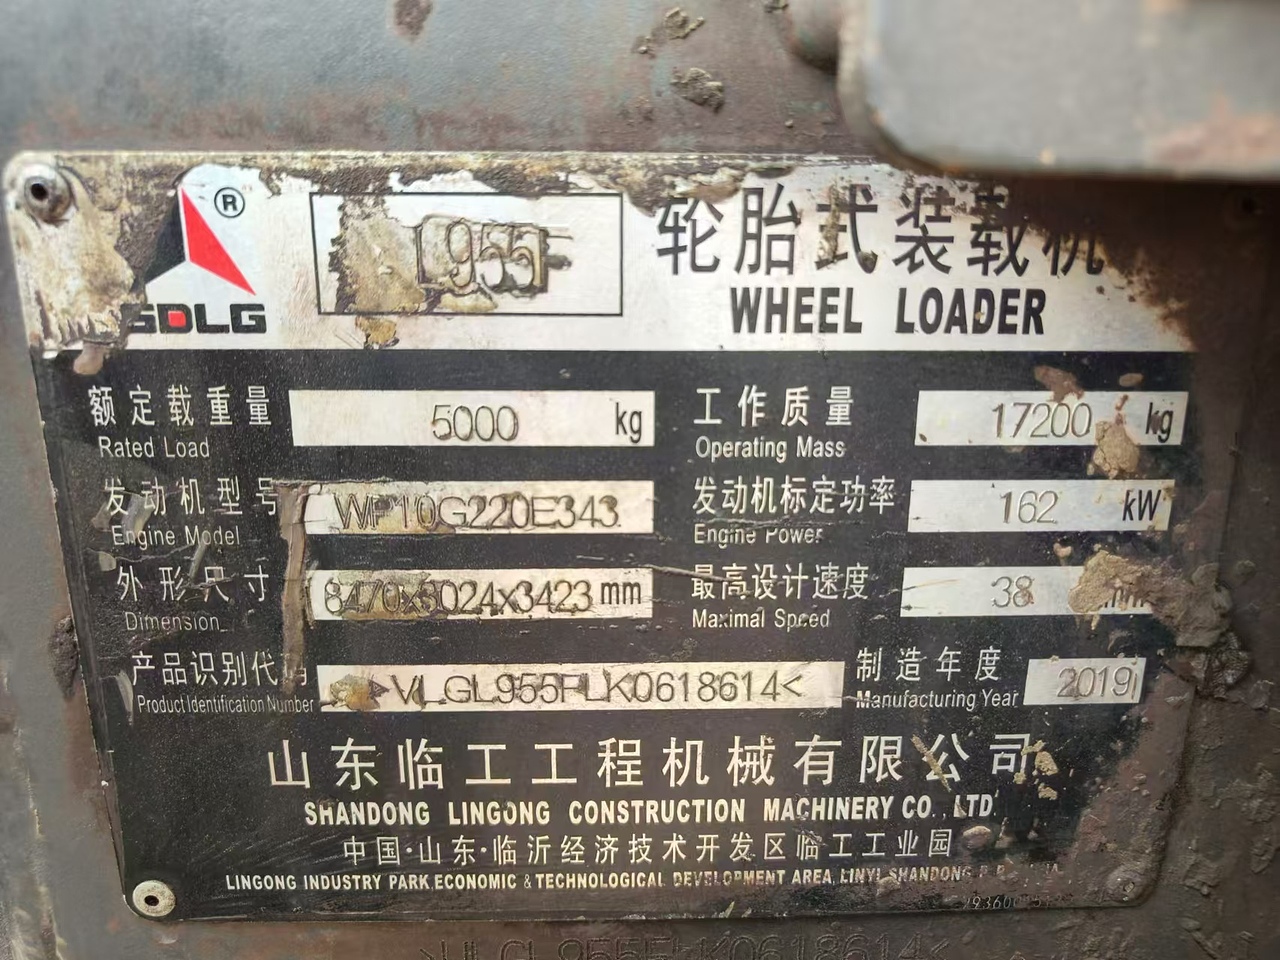 ®
SDLG
L955F
轮胎式装载机
WHEEL LOADER
额定载重量 5000 kg
Rated Load
工作质量 17200 kg
Operating Mass
发动机型号 WP10G220E343
Engine Model
发动机标定功率 162 kW
Engine Power
外形尺寸 8470x3024x3423 mm
Dimension
最高设计速度 38
Maximal Speed
产品识别代 VLGL955FLK0618614<
Product Identification Number
制造年度 2019
Manufacturing Year
山东临工工程机械有限公司
SHANDONG LINGONG CONSTRUCTION MACHINERY CO.,LTD
中国·山东·临沂经济技术开发区临工工业园
LINGONG INDUSTRY PARK,ECONOMIC & TECHNOLOGICAL DEVELOPMENT AREA,LINYI,SHANDONG
>VLGL955FLK0618614<